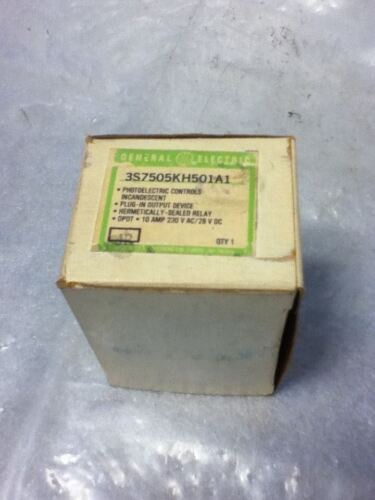 GENERAL ELECTRIC
3S7505KH501A1
• PHOTOELECTRIC CONTROLS
INCANDESCENT
• PLUG-IN OUTPUT DEVICE
• HERMETICALLY-SEALED RELAY
• DPDT • 10 AMP 230 V AC/28 V DC
QTY 1